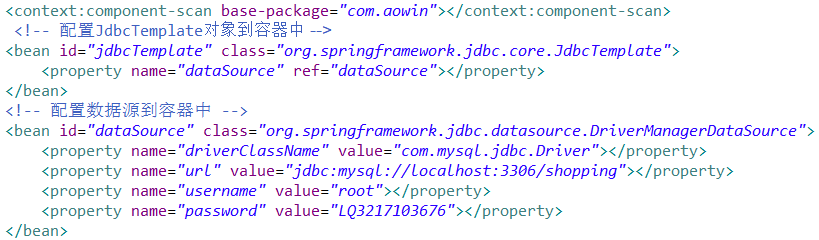 <context:component-scan base-package="com.aowin"></context:component-scan>
<!-- 配置JdbcTemplate对象到容器中 -->
<bean id="jdbcTemplate" class="org.springframework.jdbc.core.JdbcTemplate">
<property name="dataSource" ref="dataSource"></property>
</bean>
<!-- 配置数据源到容器中 -->
<bean id="dataSource" class="org.springframework.jdbc.datasource.DriverManagerDataSource">
<property name="driverClassName" value="com.mysql.jdbc.Driver"></property>
<property name="url" value="jdbc:mysql://localhost:3306/shopping"></property>
<property name="username" value="root"></property>
<property name="password" value="LQ3217103676"></property>
</bean>